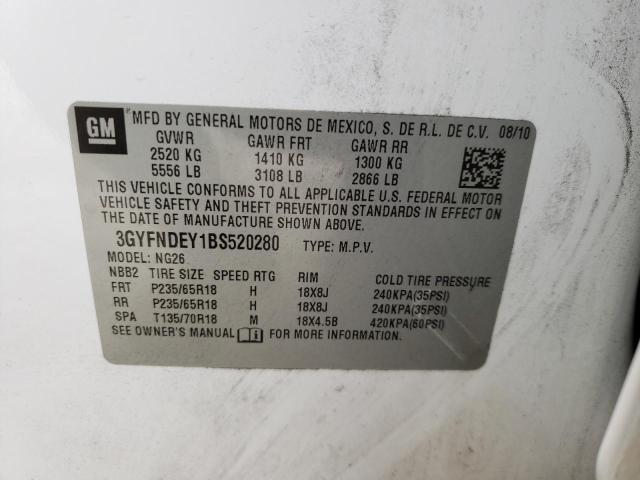 GM
MFD BY GENERAL MOTORS DE MEXICO, S. DE R.L. DE C.V. 08/10
GVWR GAWR FRT GAWR RR
2520 KG 1410 KG 1300 KG
5556 LB 3108 LB 2866 LB
THIS VEHICLE CONFORMS TO ALL APPLICABLE U.S. FEDERAL MOTOR
VEHICLE SAFETY AND THEFT PREVENTION STANDARDS IN EFFECT ON
THE DATE OF MANUFACTURE SHOWN ABOVE.
3GYFNDEY1BS520280 TYPE: M.P.V.
MODEL: NG26
NBB2 TIRE SIZE SPEED RTG RIM COLD TIRE PRESSURE
FRT P235/65R18 H 18X8J 240KPA(35PSI)
RR P235/65R18 H 18X8J 240KPA(35PSI)
SPA T135/70R18 M 18X4.5B 420KPA(60PSI)
SEE OWNER'S MANUAL FOR MORE INFORMATION.